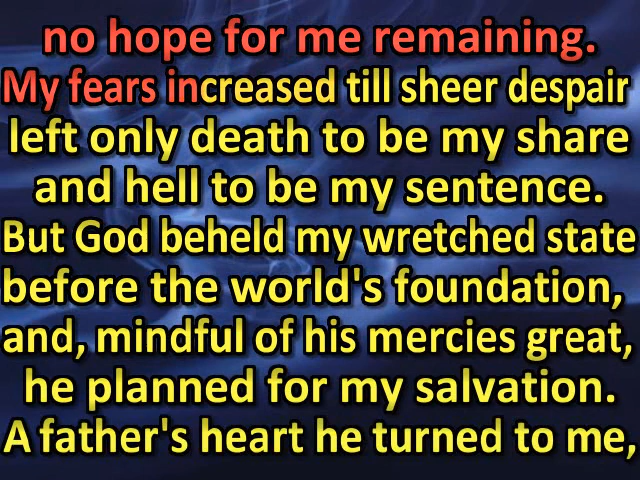 no hope for me remaining.
My fears increased till sheer despair
left only death to be my share
and hell to be my sentence.
But God beheld my wretched state
before the world's foundation,
and, mindful of his mercies great,
he planned for my salvation.
A father's heart he turned to me,